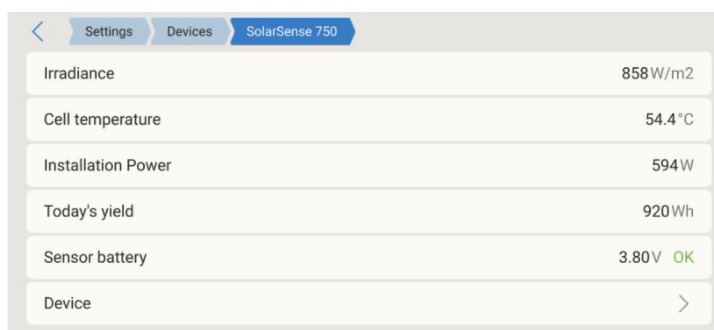 Settings Devices SolarSense 750
Irradiance 858W/m2
Cell temperature 54.4°C
Installation Power 594W
Today's yield 920Wh
Sensor battery 3.80V OK
Device